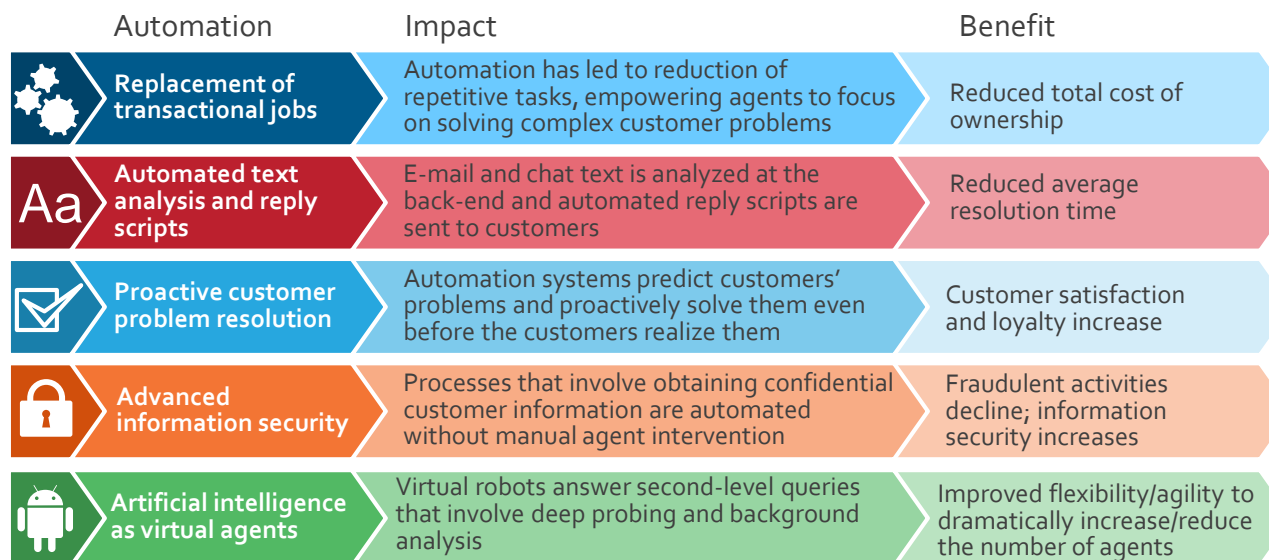 Automation
Impact
Benefit
Replacement of
transactional jobs
Automation has led to reduction of
repetitive tasks, empowering agents to focus
on solving complex customer problems
Reduced total cost of
ownership
Aa
Automated text
analysis and reply
scripts
E-mail and chat text is analyzed at the
back-end and automated reply scripts are
sent to customers
Reduced average
resolution time
Proactive customer
problem resolution
Automation systems predict customers’
problems and proactively solve them even
before the customers realize them
Customer satisfaction
and loyalty increase
Advanced
information security
Processes that involve obtaining confidential
customer information are automated
without manual agent intervention
Fraudulent activities
decline; information
security increases
Artificial intelligence
as virtual agents
Virtual robots answer second-level queries
that involve deep probing and background
analysis
Improved flexibility/agility to
dramatically increase/reduce
the number of agents